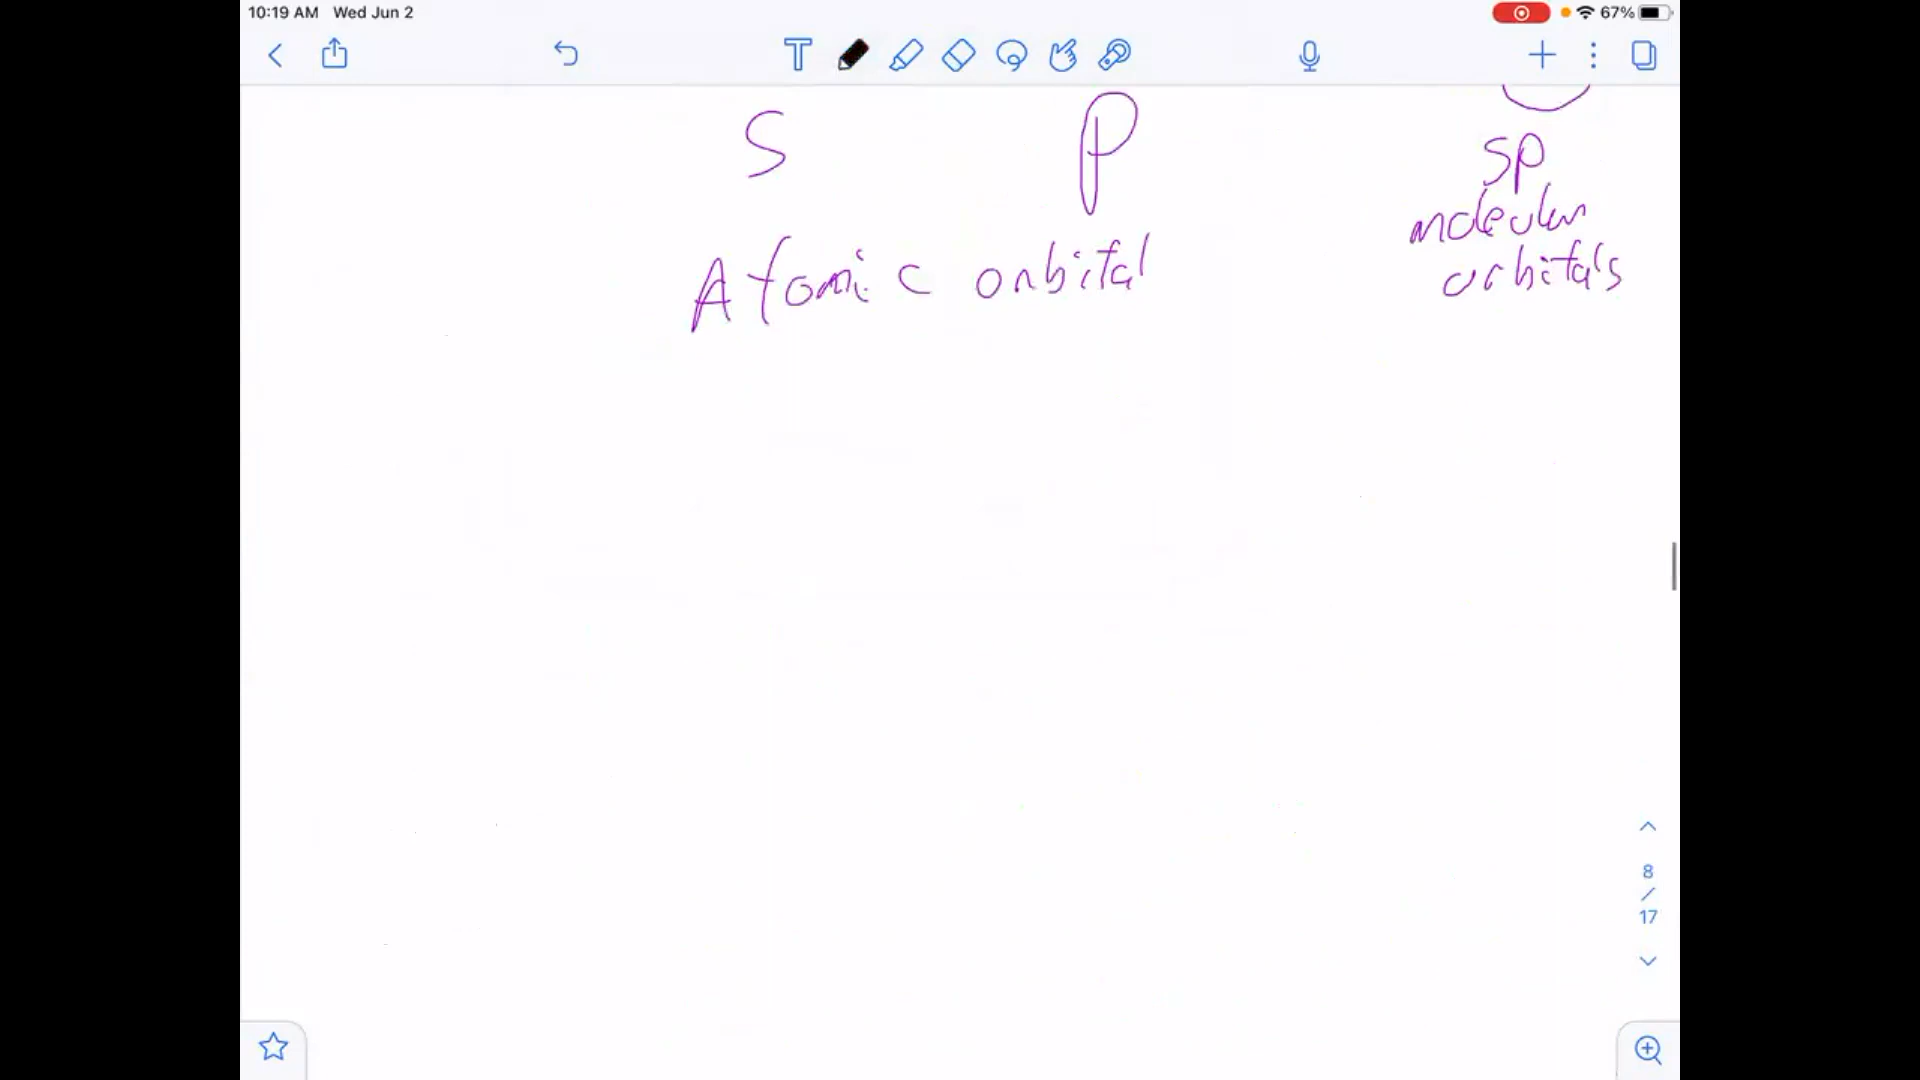 10:19 AM Wed Jun 2
67%
T
S P
sp
molecular
orbitals
Atomic orbital
8
/
17